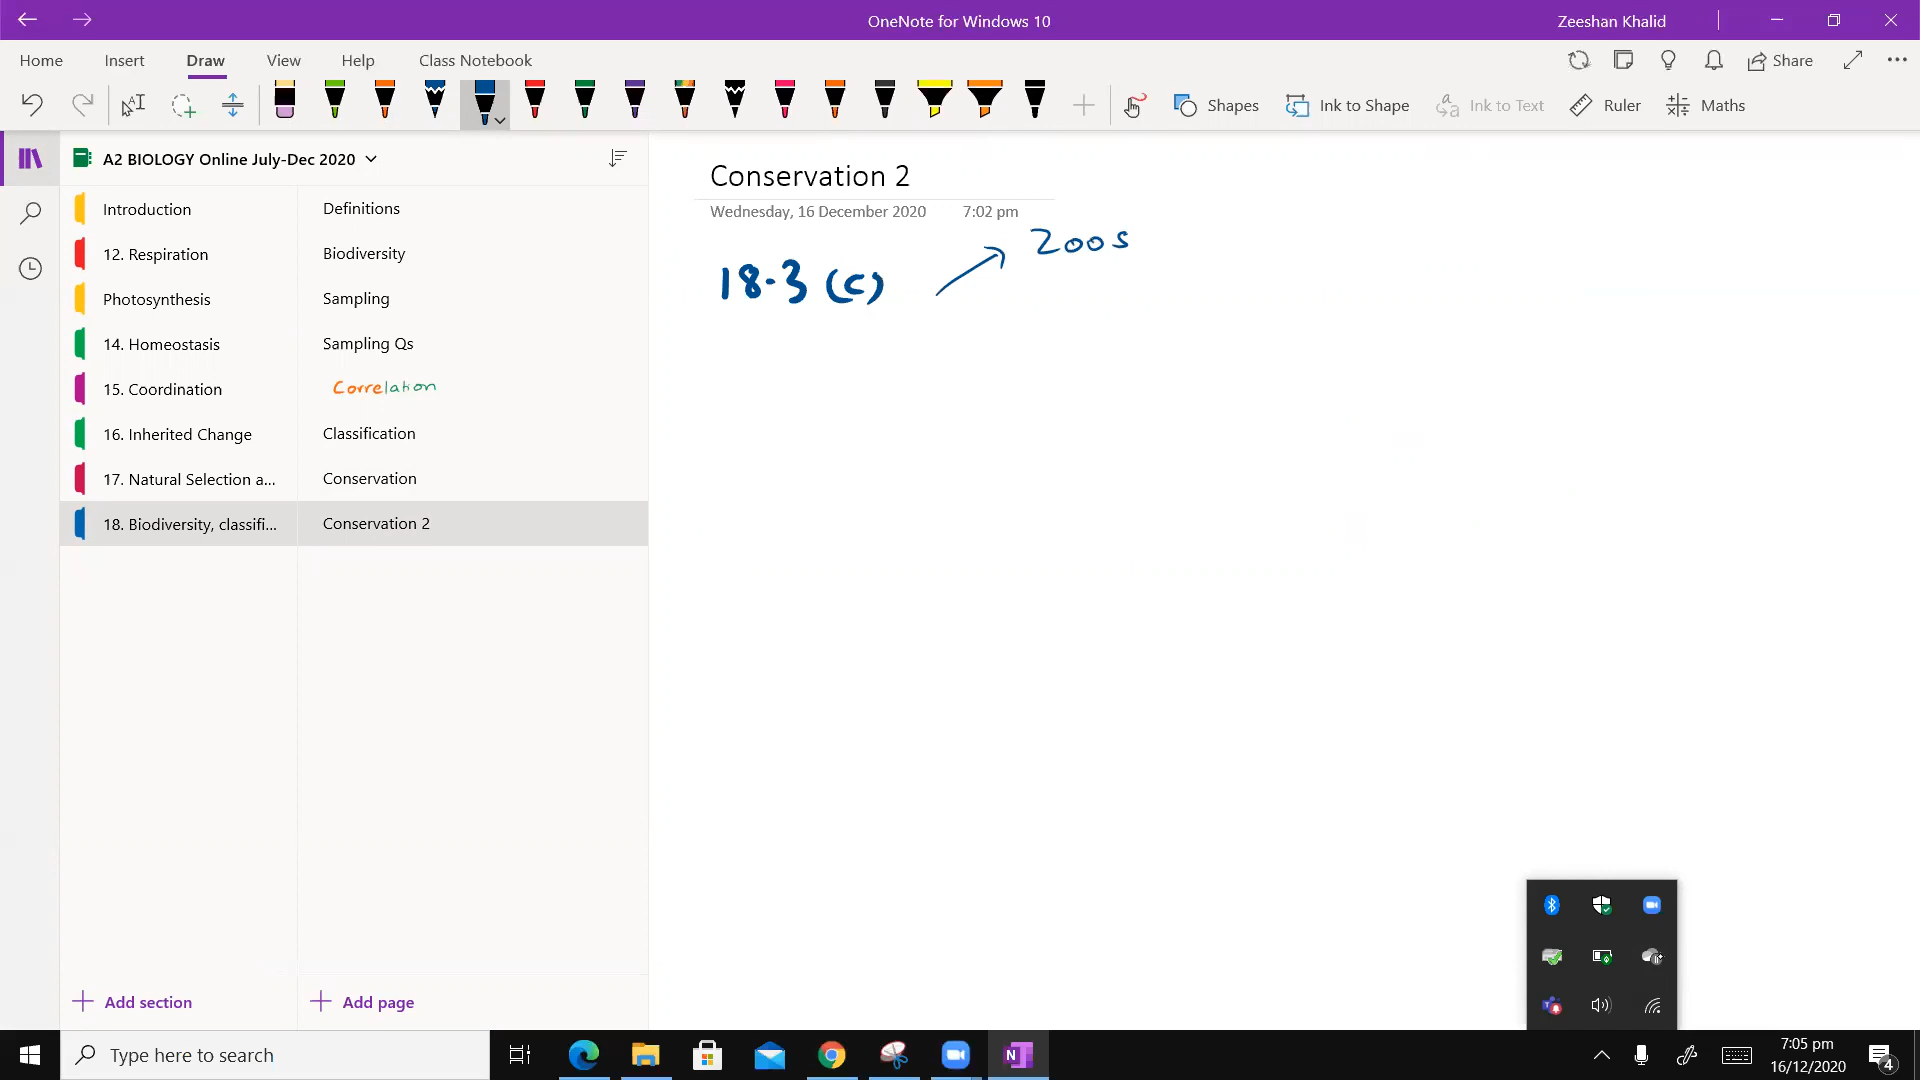 OneNote for Windows 10
Zeeshan Khalid
Home
Insert
Draw
View
Help
Class Notebook
Share
Shapes
Ink to Shape
Ink to Text
Ruler
Maths
A2 BIOLOGY Online July-Dec 2020
Introduction
12. Respiration
Photosynthesis
14. Homeostasis
15. Coordination
16. Inherited Change
17. Natural Selection a...
18. Biodiversity, classifi...
Definitions
Biodiversity
Sampling
Sampling Qs
Correlation
Classification
Conservation
Conservation 2
Add section
Add page
Conservation 2
Wednesday, 16 December 2020 7:02 pm
Zoos
18.3 (c)
Type here to search
7:05 pm
16/12/2020
4